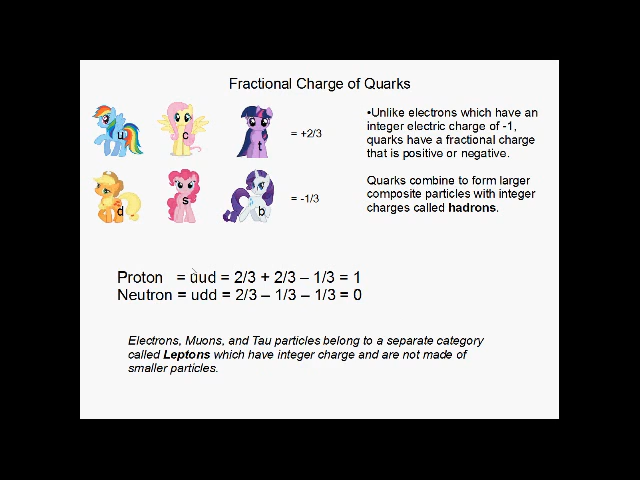 Fractional Charge of Quarks
u
c
t
= +2/3
d
s
b
= -1/3
•Unlike electrons which have an
integer electric charge of -1,
quarks have a fractional charge
that is positive or negative.
Quarks combine to form larger
composite particles with integer
charges called hadrons.
Proton = uud = 2/3 + 2/3 – 1/3 = 1
Neutron = udd = 2/3 – 1/3 – 1/3 = 0
Electrons, Muons, and Tau particles belong to a separate category
called Leptons which have integer charge and are not made of
smaller particles.